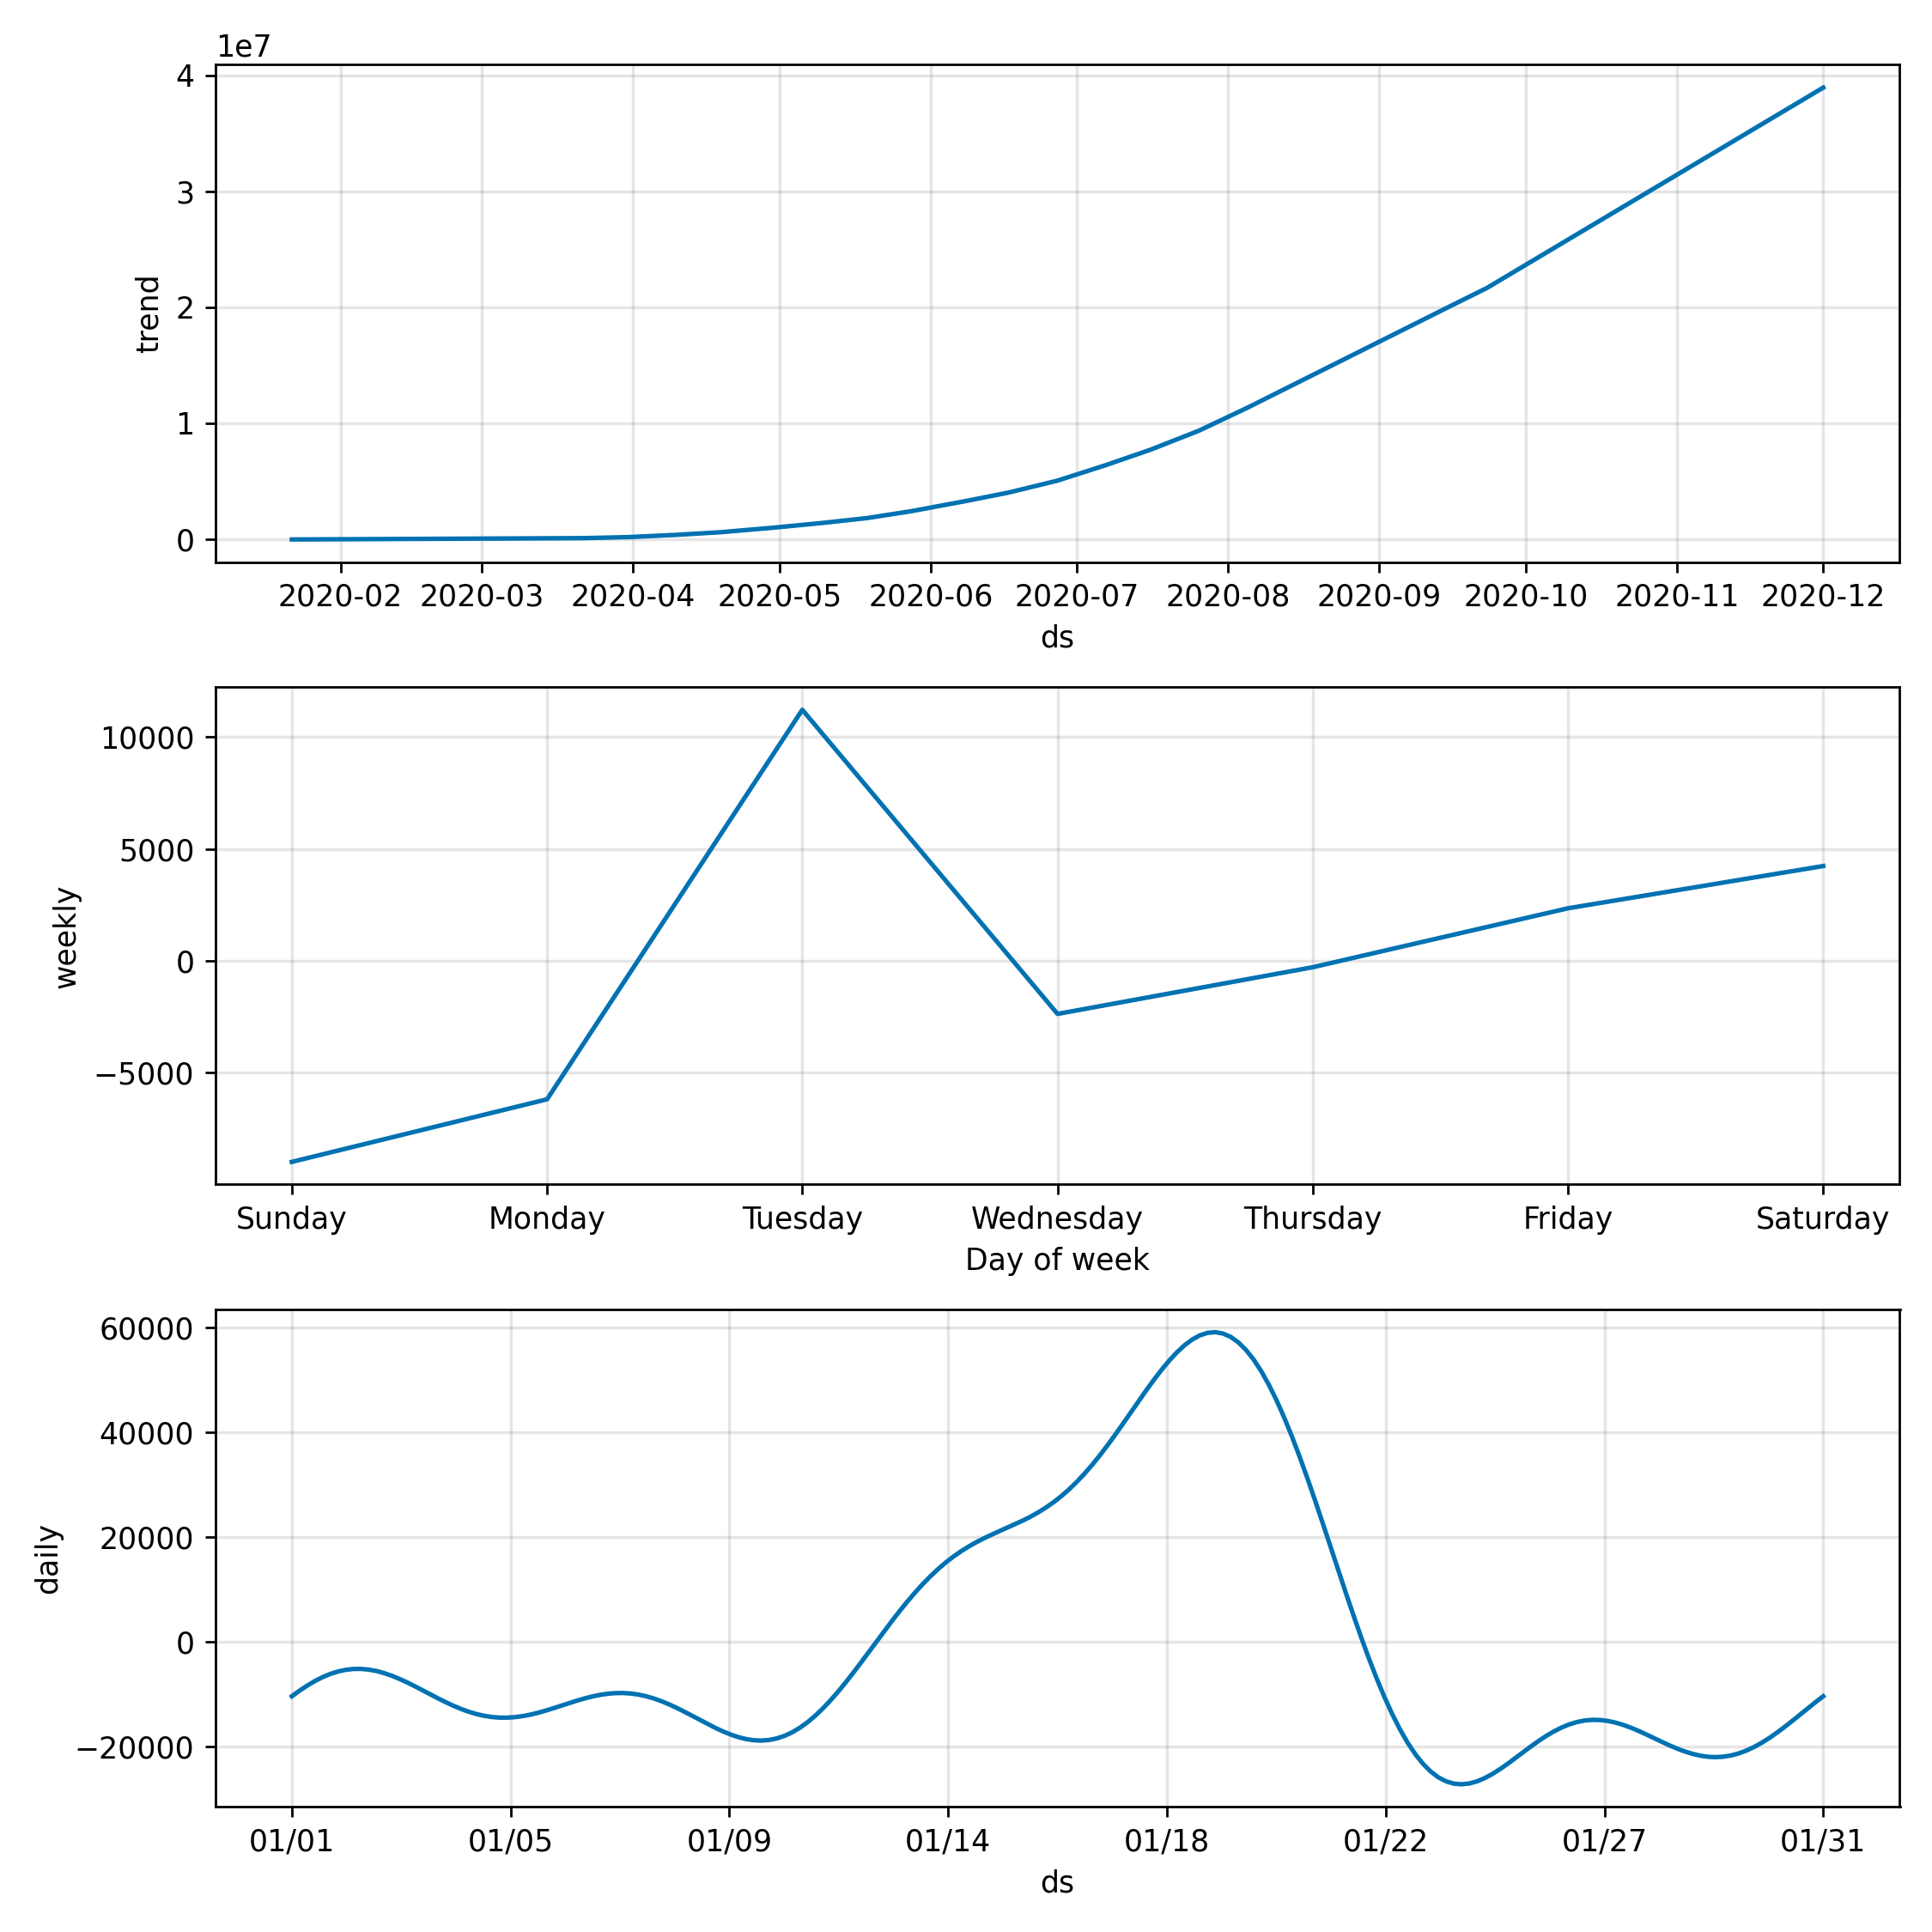 1e7
4
3
2
1
0
trend
2020-02 2020-03 2020-04 2020-05 2020-06 2020-07 2020-08 2020-09 2020-10 2020-11 2020-12
ds
10000
5000
0
−5000
weekly
Sunday Monday Tuesday Wednesday Thursday Friday Saturday
Day of week
60000
40000
20000
0
−20000
daily
01/01 01/05 01/09 01/14 01/18 01/22 01/27 01/31
ds